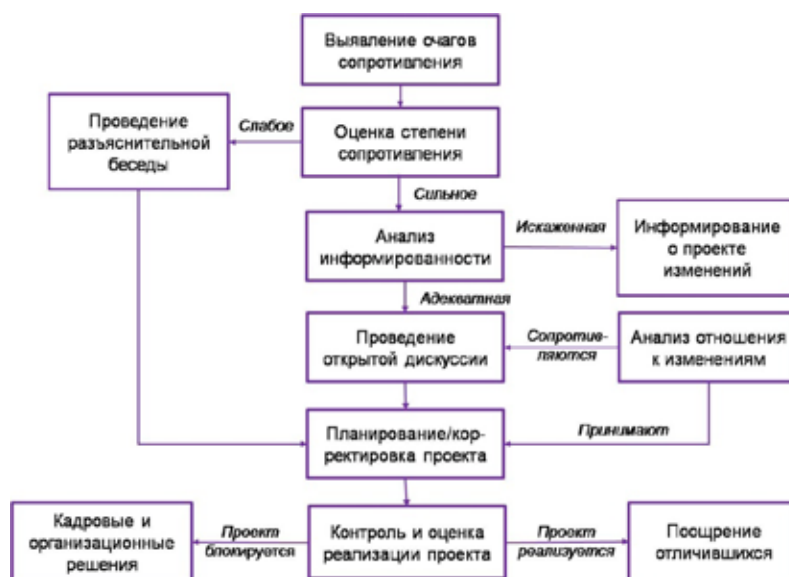 Выявление очагов
сопротивления
Проведение
разъяснительной
беседы
Слабое
Оценка степени
сопротивления
Сильное
Анализ
информированности
Искаженная
Информирование
о проекте
изменений
Адекватная
Проведение
открытой дискуссии
Сопротив-
ляются
Анализ отношения
к изменениям
Планирование/кор-
ректировка проекта
Принимают
Кадровые и
организационные
решения
Проект
блокируется
Контроль и оценка
реализации проекта
Проект
реализуется
Поощрение
отличившихся